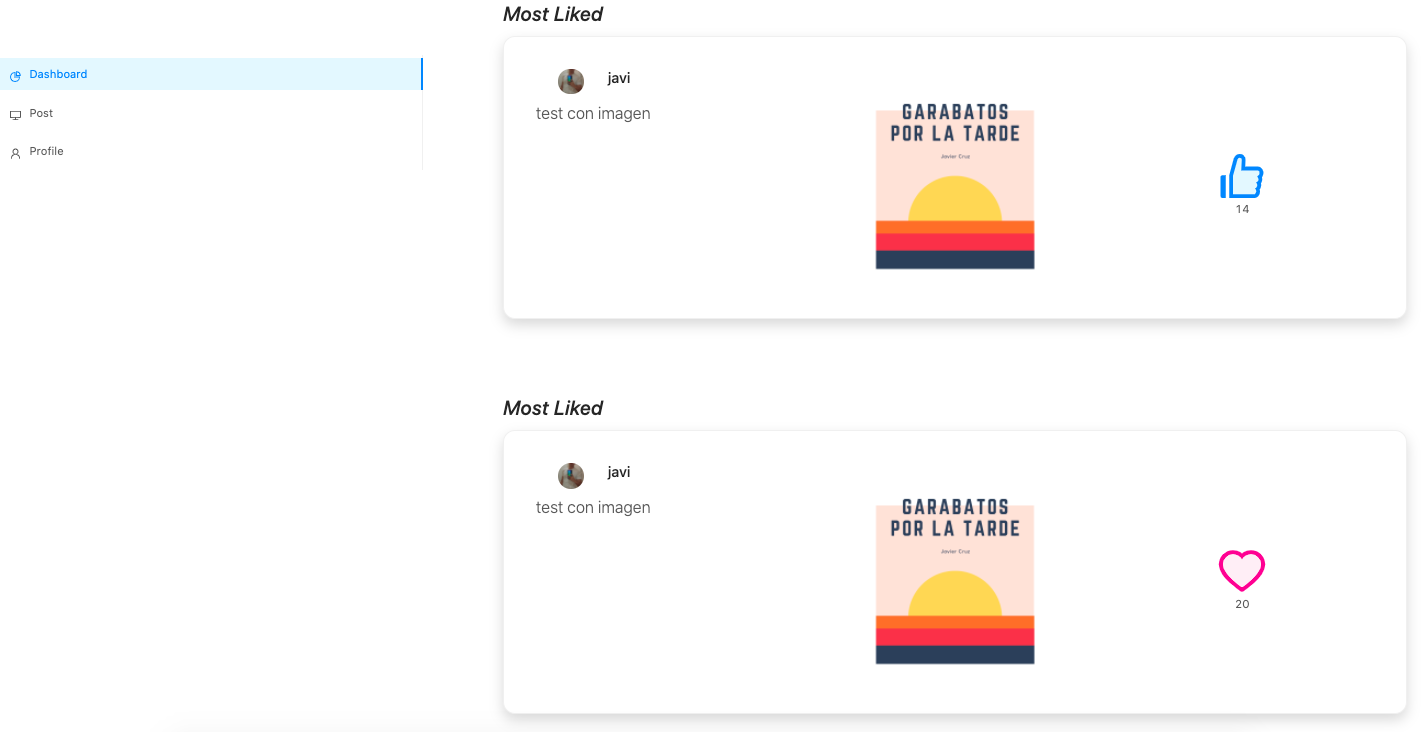 Dashboard
Post
Profile
Most Liked
javi
test con imagen
GARABATOS
POR LA TARDE
Javier Cruz
14
Most Liked
javi
test con imagen
GARABATOS
POR LA TARDE
Javier Cruz
20